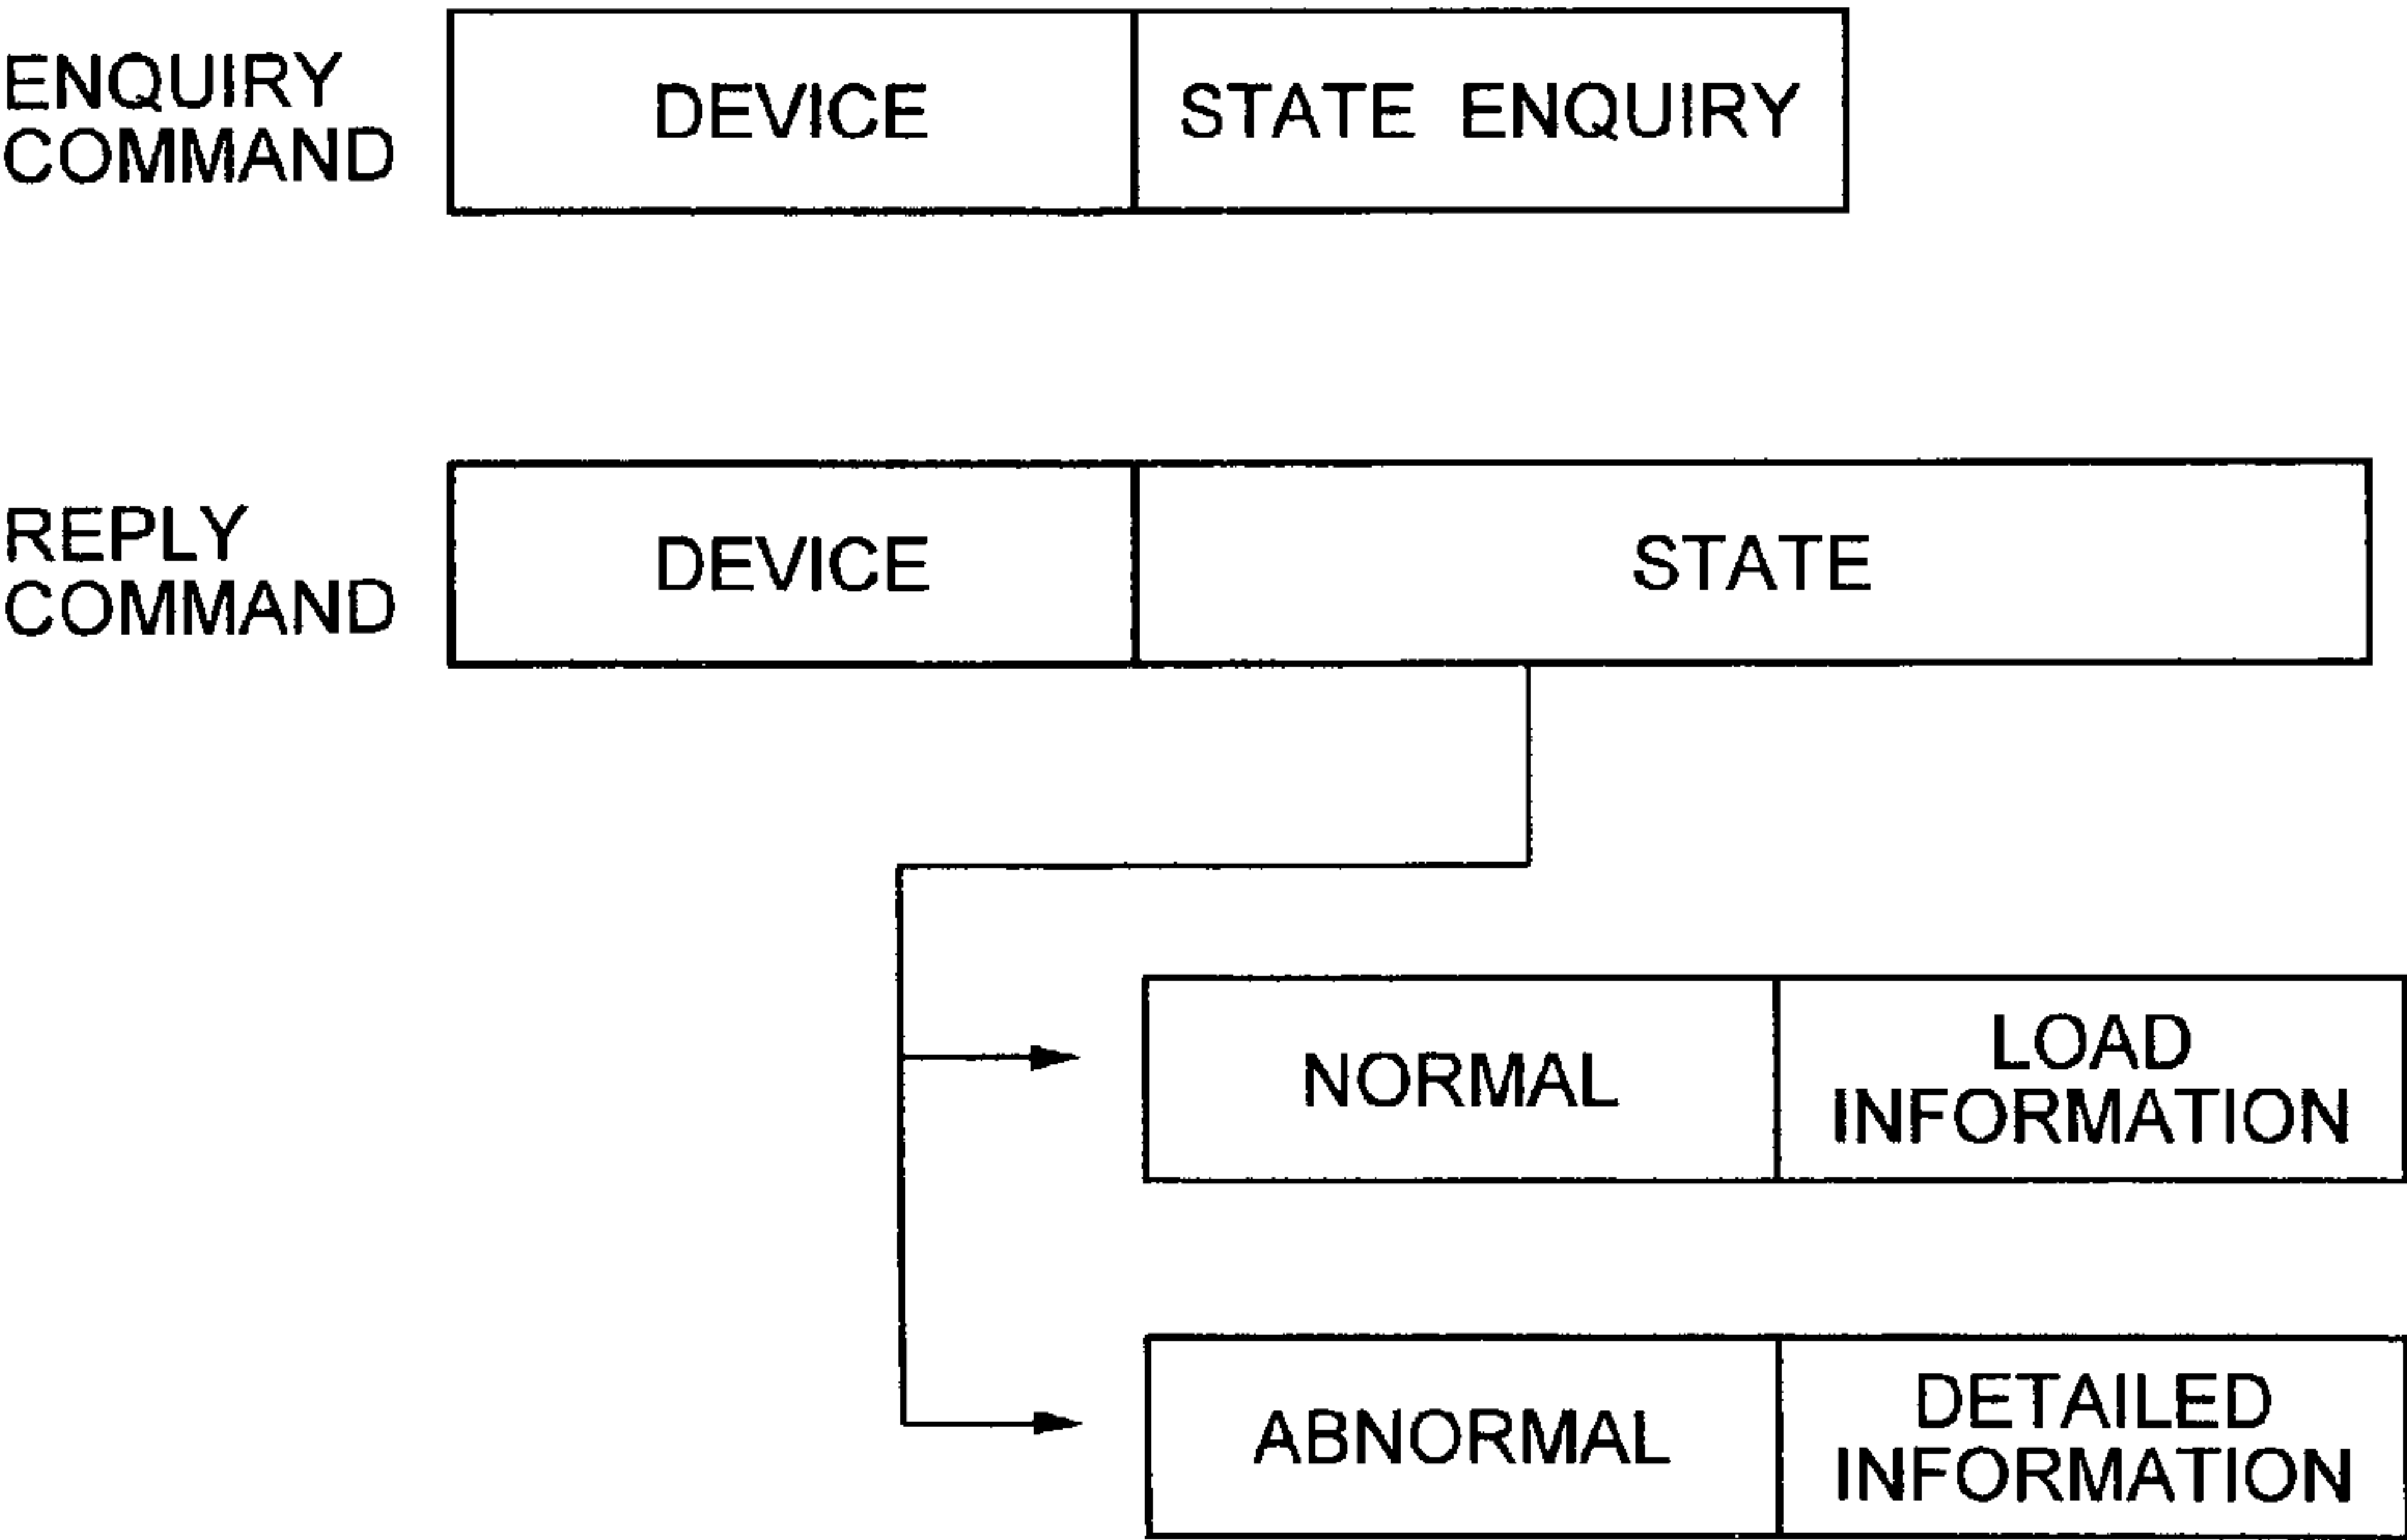 ENQUIRY
COMMAND
DEVICE
STATE ENQUIRY
REPLY
COMMAND
DEVICE
STATE
NORMAL
LOAD
INFORMATION
ABNORMAL
DETAILED
INFORMATION